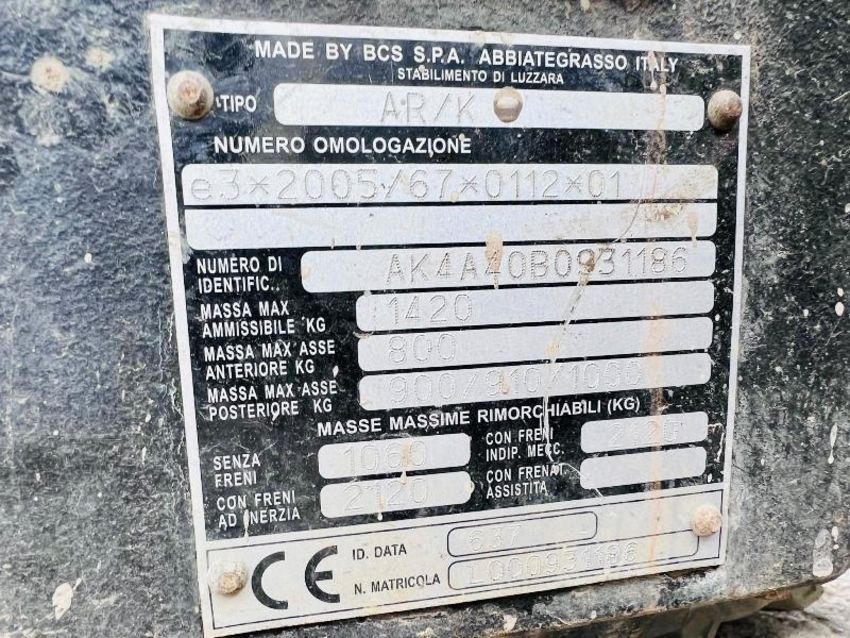 MADE BY BCS S.P.A. ABBIATEGRASSO ITALY
STABILIMENTO DI LUZZARA
TIPO AR/K
NUMERO OMOLOGAZIONE
e3*2005/67*0112*01
NUMERO DI IDENTIFIC. AK4A40B0931186
MASSA MAX AMMISSIBILE KG 1420
MASSA MAX ASSE ANTERIORE KG 800
MASSA MAX ASSE POSTERIORE KG 900/910/1000
MASSE MASSIME RIMORCHIABILI (KG)
SENZA FRENI 1060
CON FRENI INDIP. MECC.
CON FRENI AD INERZIA 2120
CON FRENAT. ASSISTITA
CE
ID. DATA 637
N. MATRICOLA L000931186